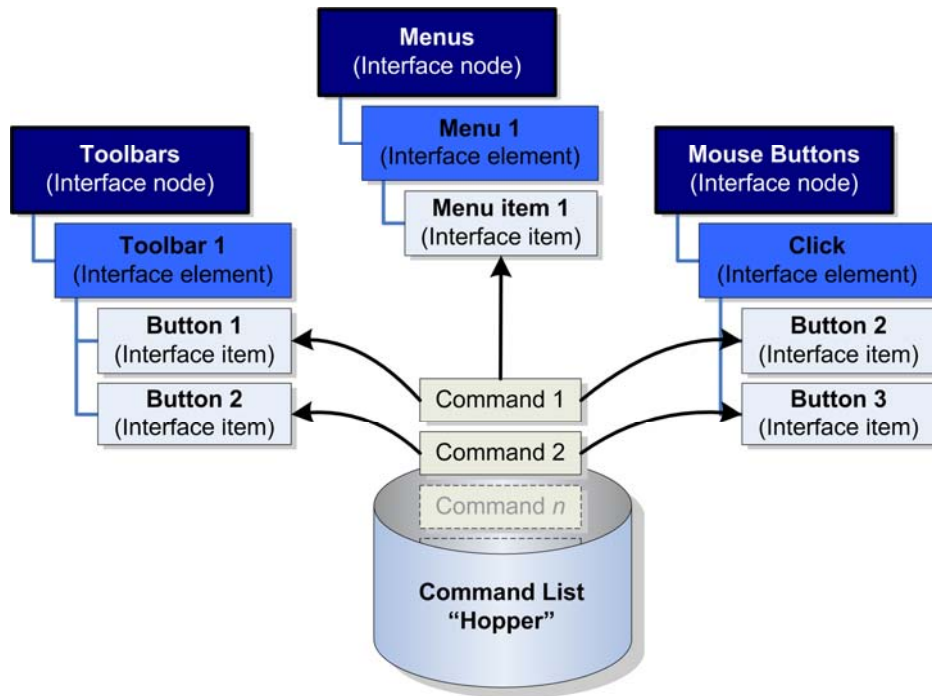 Menus
(Interface node)
Menu 1
(Interface element)
Menu item 1
(Interface item)
Toolbars
(Interface node)
Toolbar 1
(Interface element)
Button 1
(Interface item)
Button 2
(Interface item)
Mouse Buttons
(Interface node)
Click
(Interface element)
Button 2
(Interface item)
Button 3
(Interface item)
Command 1
Command 2
Command n
Command List
“Hopper”